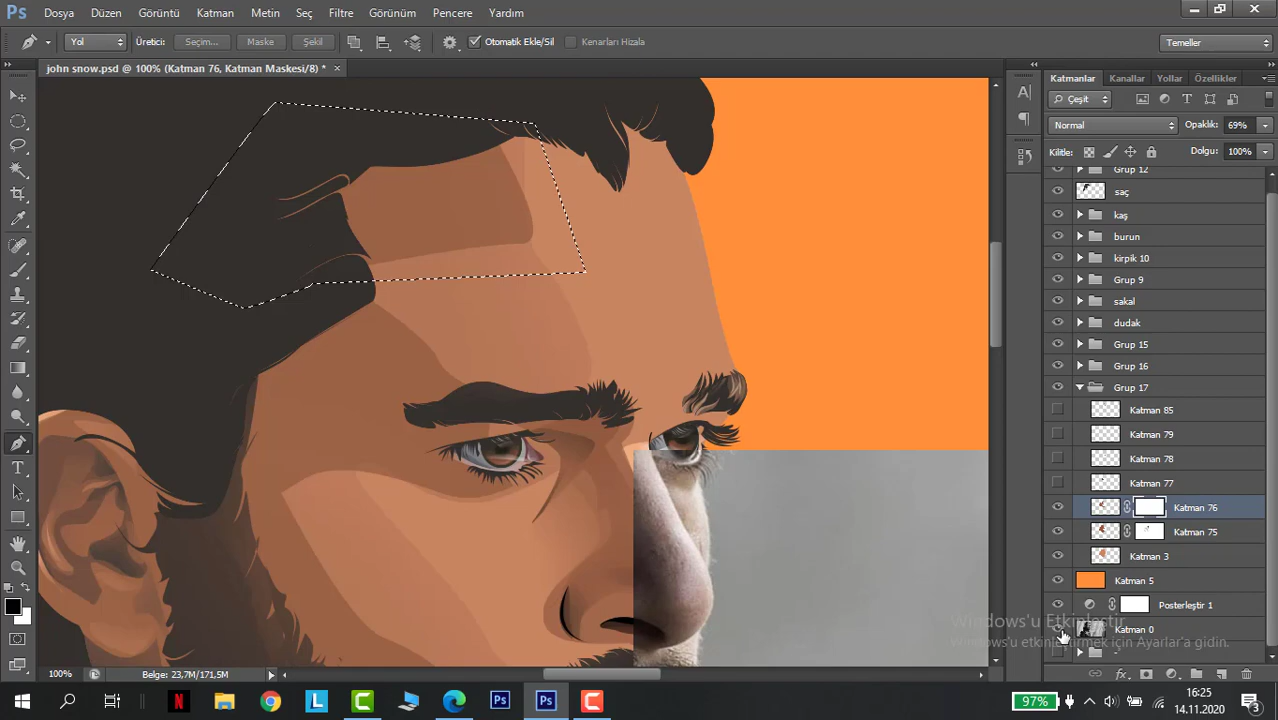 Ps Dosya Düzen Görüntü Katman Metin Seç Filtre Görünüm Pencere Yardım
Yol Üretici: Seçim... Maske Şekil Otomatik Ekle/Sil Kenarları Hizala Temeller
john snow.psd @ 100% (Katman 76, Katman Maskesi/8) * ×
Katmanlar Kanallar Yollar Özellikler
Çeşit
Normal Opaklık: 69%
Kilitle: Dolgu: 100%
Grup 12
saç
kaş
burun
kirpik 10
Grup 9
sakal
dudak
Grup 15
Grup 16
Grup 17
Katman 85
Katman 79
Katman 78
Katman 77
Katman 76
Katman 75
Katman 3
Katman 5
Posterleştir 1
Katman 0
Windows'u Etkinleştir
Windows'u etkinleştirmek için Ayarlar'a gidin.
100% Belge: 23,7M/171,5M
97% 16:25
14.11.2020